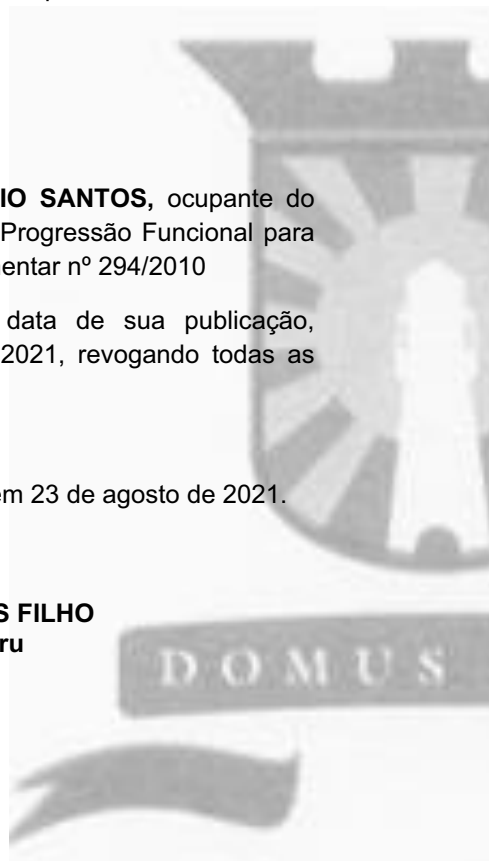 IO SANTOS, ocupante do
Progressão Funcional para
entar nº 294/2010
data de sua publicação,
2021, revogando todas as
em 23 de agosto de 2021.
S FILHO
ru
DOMUS